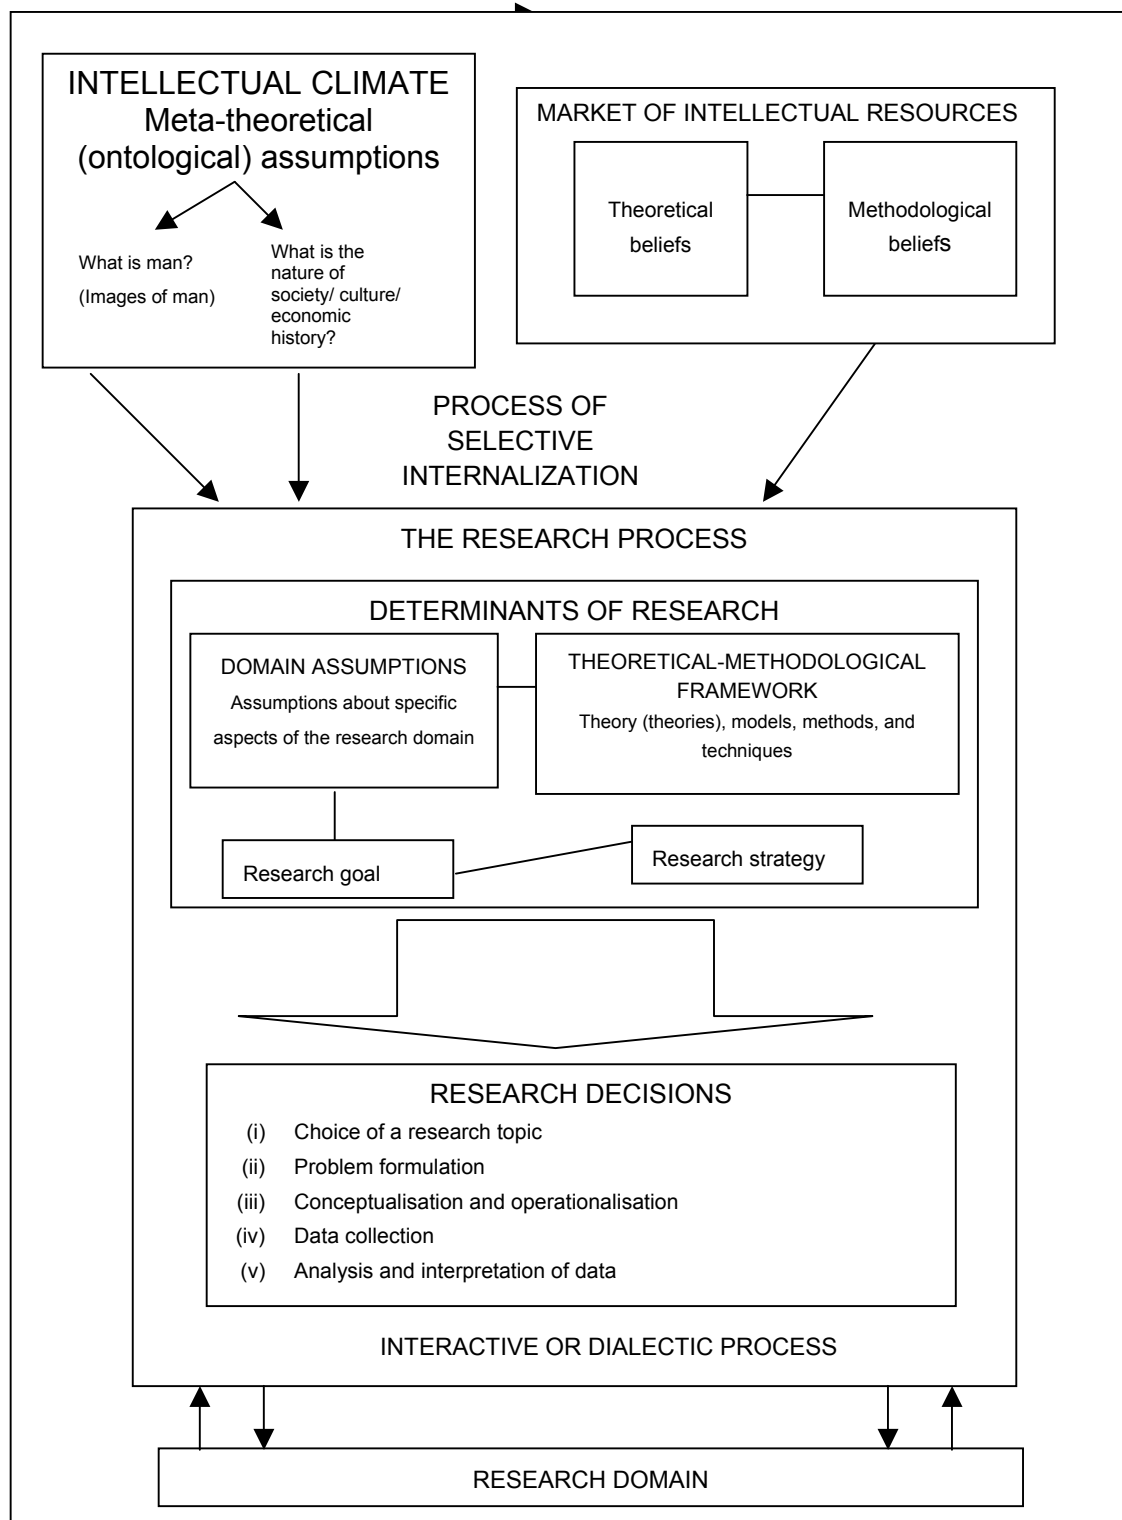 INTELLECTUAL CLIMATE
Meta-theoretical
(ontological) assumptions
What is man?
(Images of man)
What is the
nature of
society/ culture/
economic
history?
MARKET OF INTELLECTUAL RESOURCES
Theoretical
beliefs
Methodological
beliefs
PROCESS OF
SELECTIVE
INTERNALIZATION
THE RESEARCH PROCESS
DETERMINANTS OF RESEARCH
DOMAIN ASSUMPTIONS
Assumptions about specific
aspects of the research domain
THEORETICAL-METHODOLOGICAL
FRAMEWORK
Theory (theories), models, methods, and
techniques
Research goal
Research strategy
RESEARCH DECISIONS
(i) Choice of a research topic
(ii) Problem formulation
(iii) Conceptualisation and operationalisation
(iv) Data collection
(v) Analysis and interpretation of data
INTERACTIVE OR DIALECTIC PROCESS
RESEARCH DOMAIN